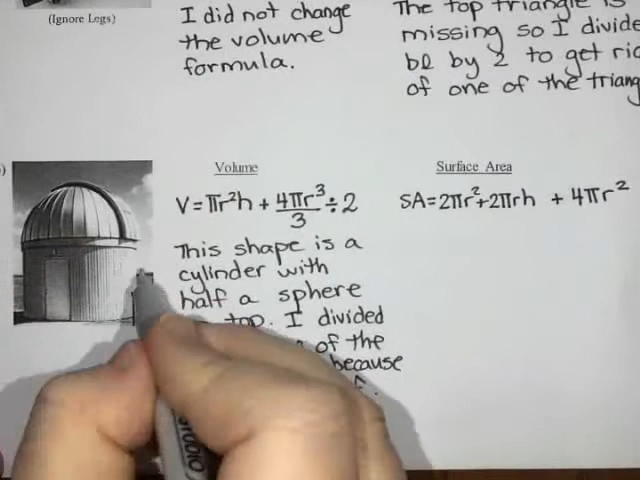 (Ignore Legs)
I did not change
the volume
formula.
The top triangle is
missing so I divide
bl by 2 to get rid
of one of the triang
Volume
V=πr²h + 4πr³/3 ÷ 2
This shape is a
cylinder with
half a sphere
top. I divided
of the
because
Surface Area
SA=2πr²+2πrh + 4πr²
STUDIO